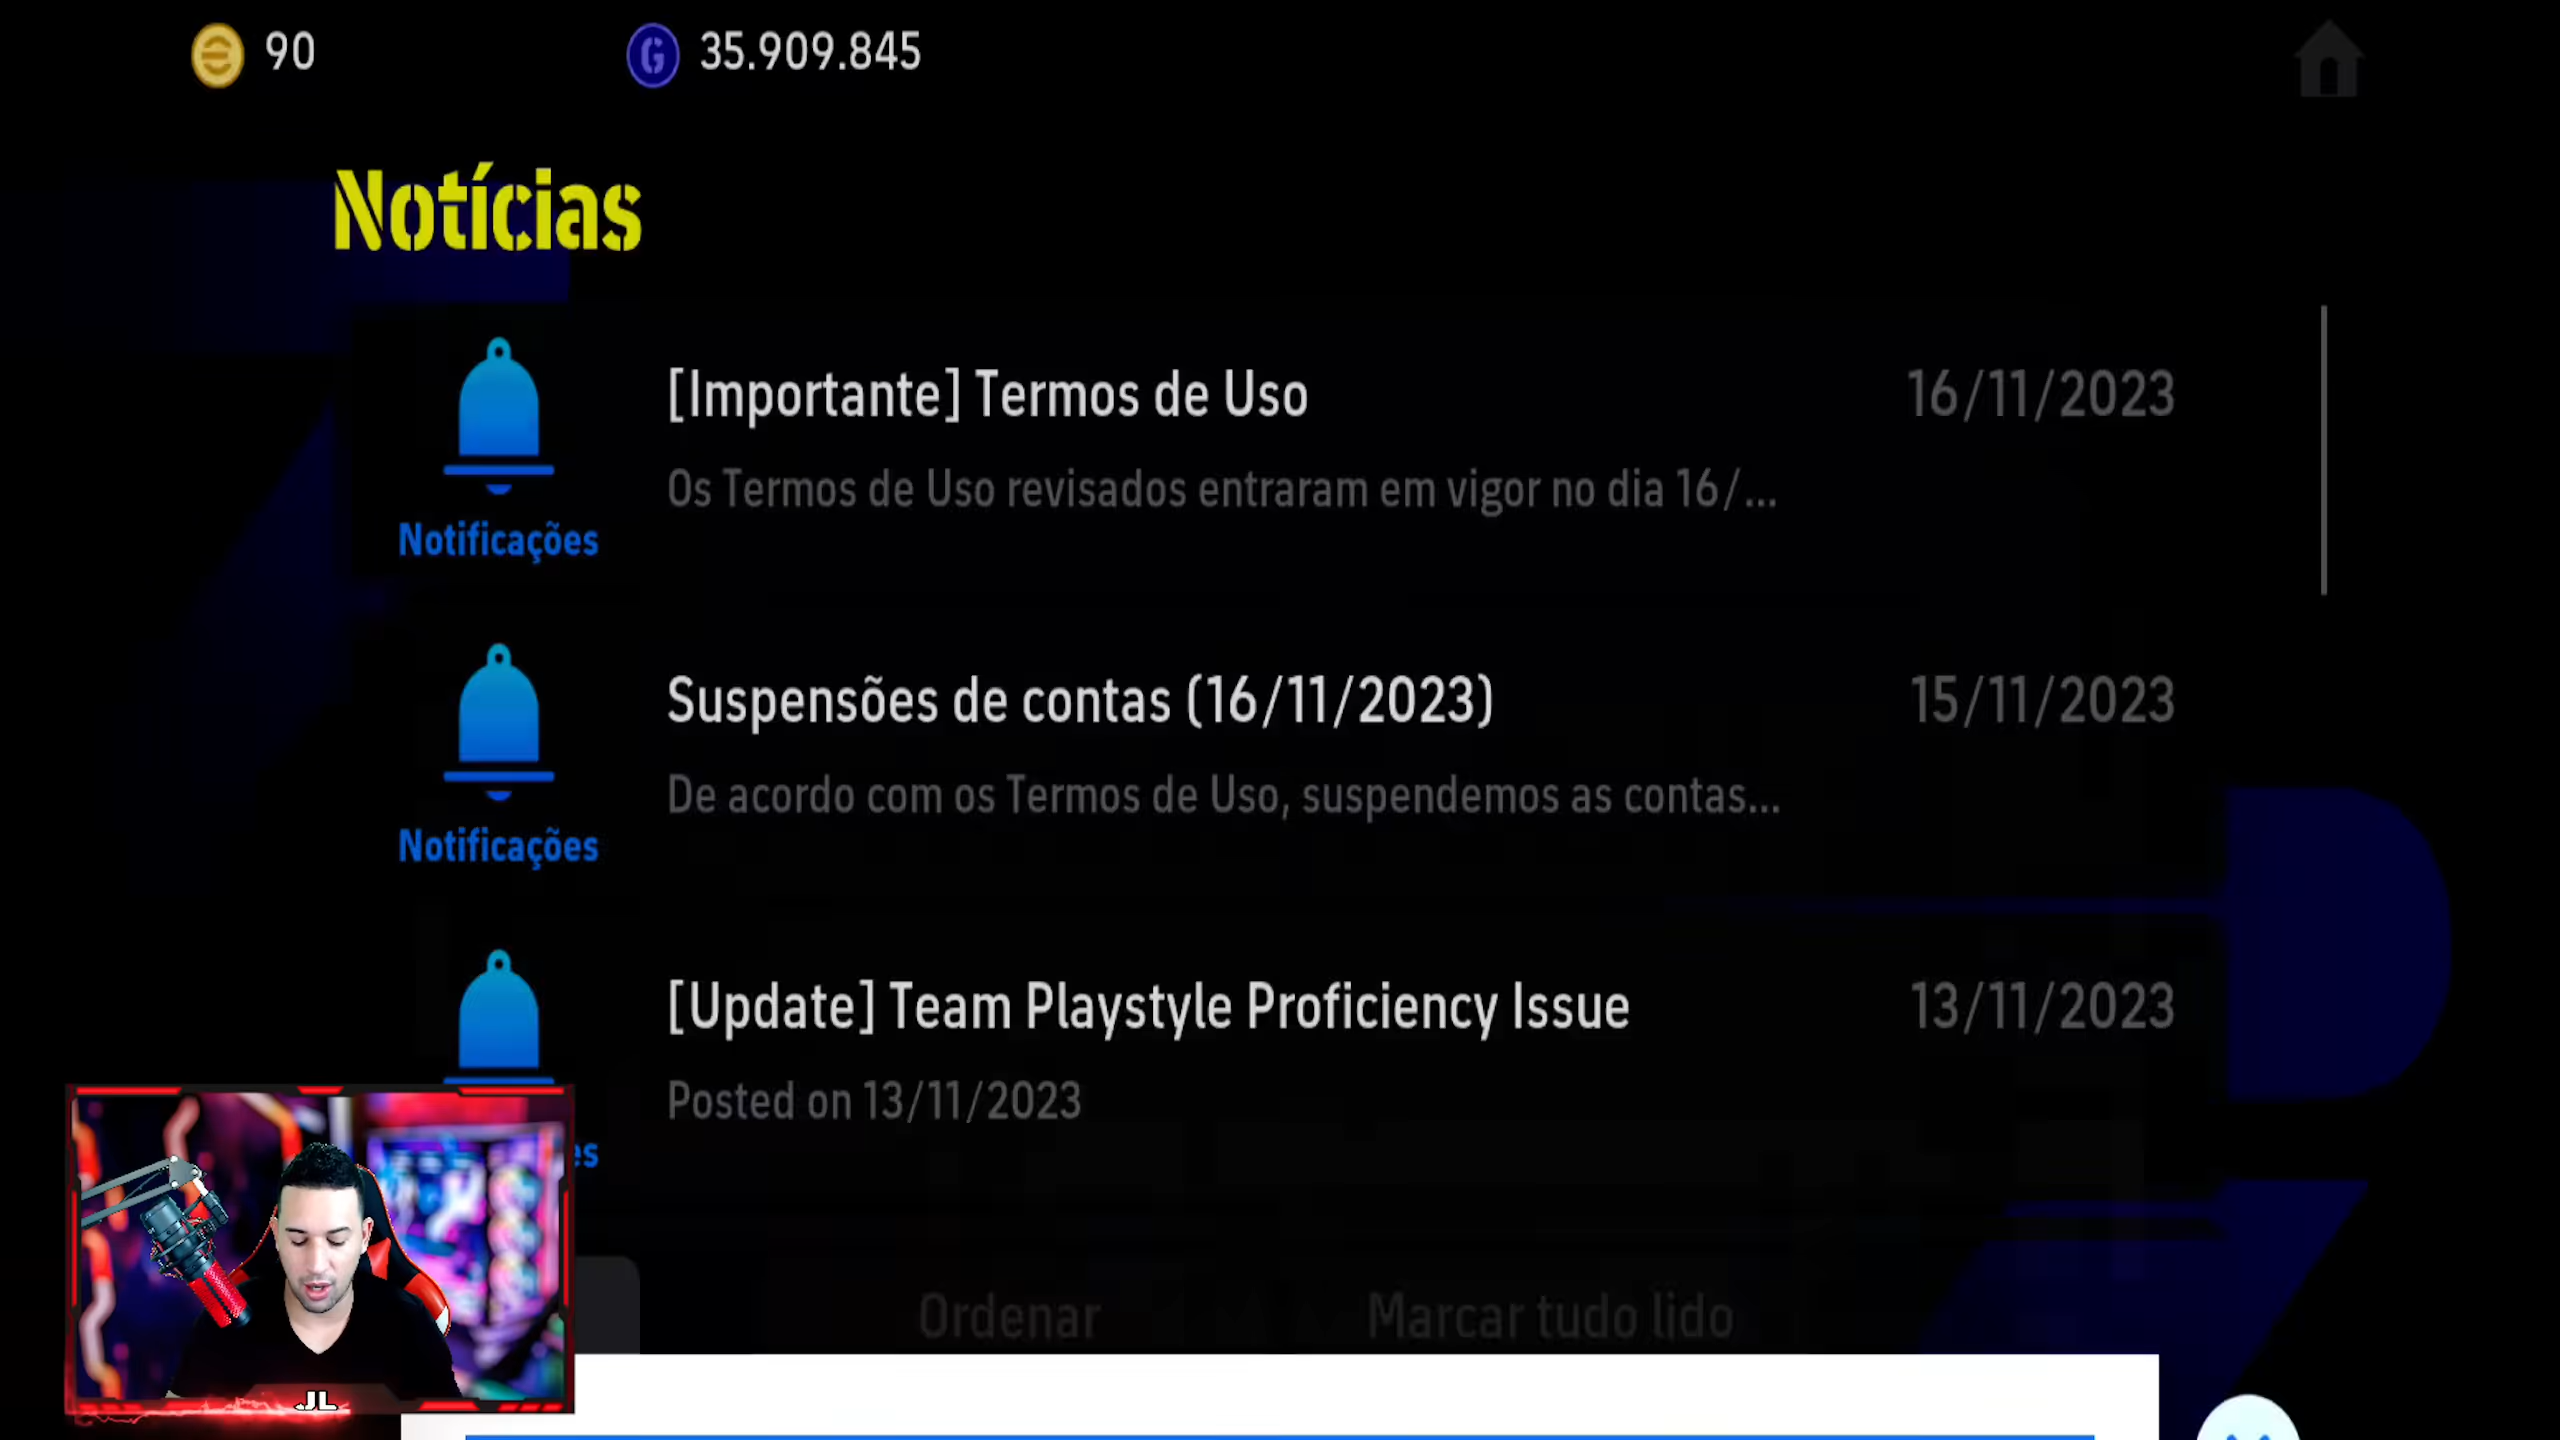 90
35.909.845
Notícias
[Importante] Termos de Uso
16/11/2023
Os Termos de Uso revisados entraram em vigor no dia 16/...
Notificações
Suspensões de contas (16/11/2023)
15/11/2023
De acordo com os Termos de Uso, suspendemos as contas...
Notificações
[Update] Team Playstyle Proficiency Issue
13/11/2023
Posted on 13/11/2023
es
Ordenar
Marcar tudo lido
JL